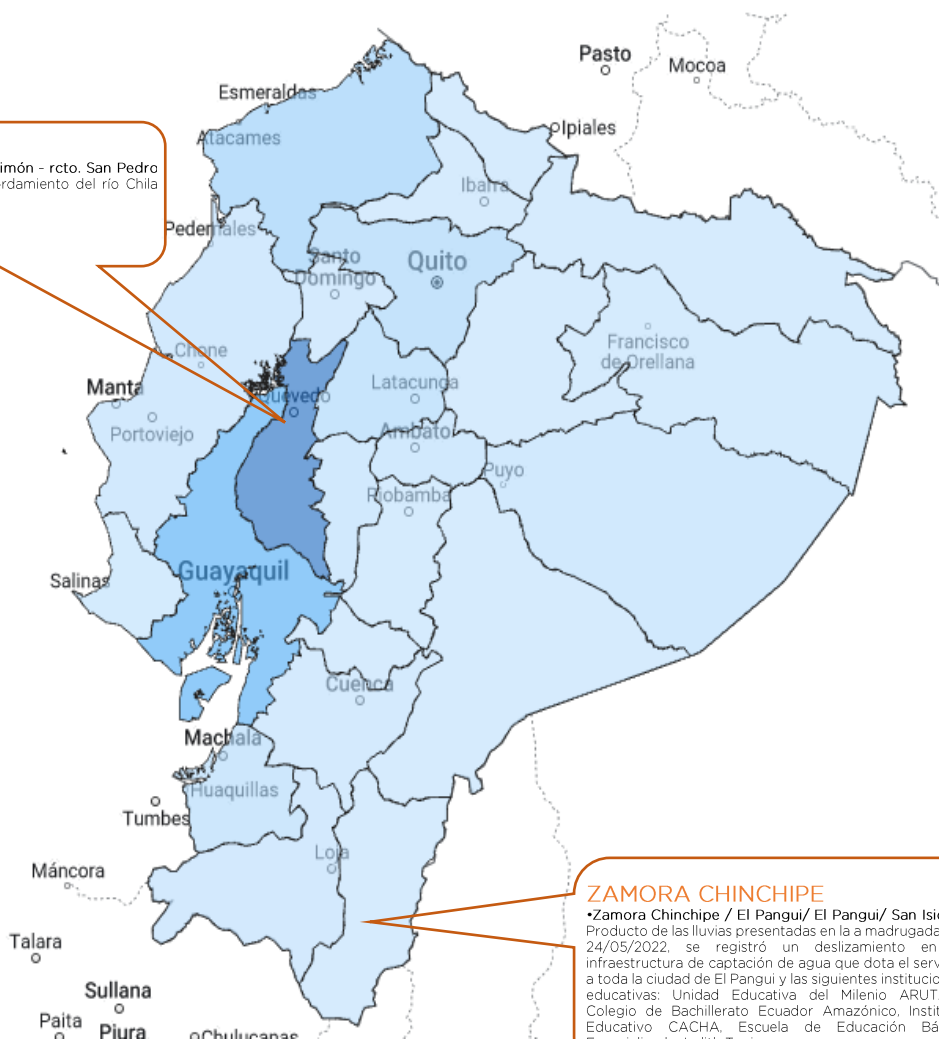 Pasto
Mocoa
Esmeraldas
Ipiales
Atacames
imón - rcto. San Pedro
rdamiento del río Chila
Ibarra
Pedernales
Santo
Domingo
Quito
Francisco
de Orellana
Chone
Latacunga
Manta
Quevedo
Portoviejo
Ambato
Puyo
Riobamba
Guayaquil
Salinas
Cuenca
Machala
Huaquillas
Tumbes
Loja
Máncora
ZAMORA CHINCHIPE
•Zamora Chinchipe / El Pangui/ El Pangui/ San Isid
Producto de las lluvias presentadas en la a madrugada
24/05/2022, se registró un deslizamiento en
infraestructura de captación de agua que dota el serv
a toda la ciudad de El Pangui y las siguientes institucio
educativas: Unidad Educativa del Milenio ARUT
Colegio de Bachillerato Ecuador Amazónico, Instit
Educativo CACHA, Escuela de Educación Bá
Talara
Sullana
Paita
Piura
Chulucanas